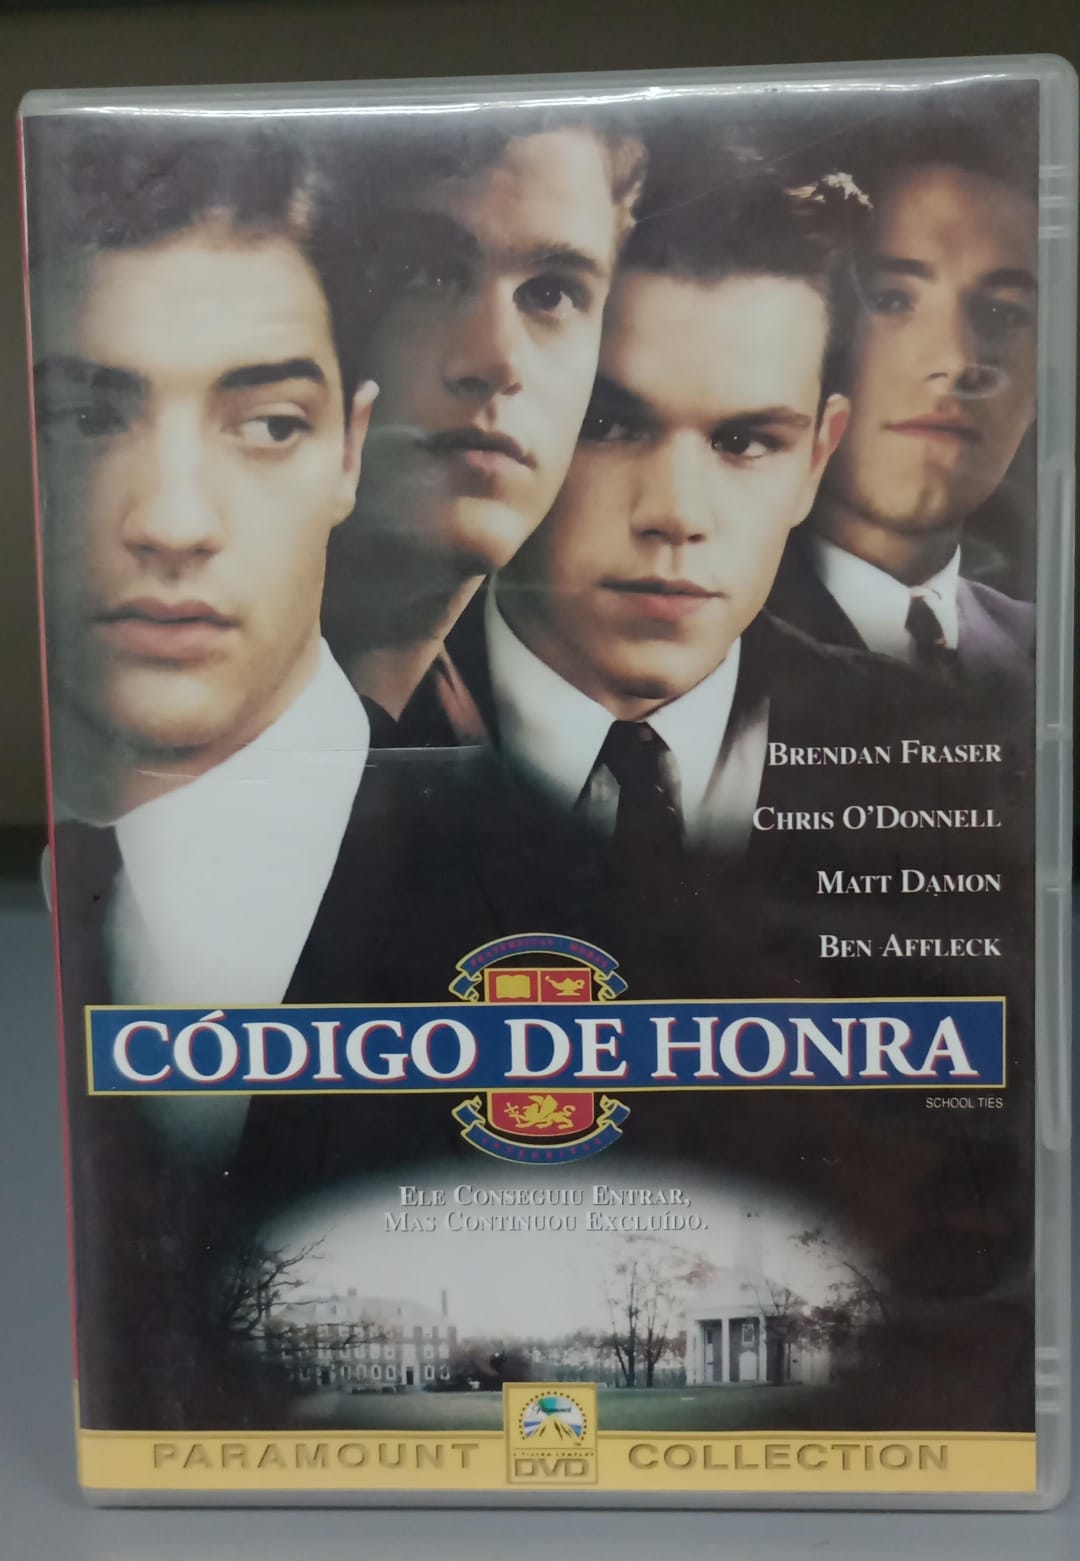 BRENDAN FRASER
CHRIS O'DONNELL
MATT DAMON
BEN AFFLECK
CÓDIGO DE HONRA
SCHOOL TIES
ELE CONSEGUIU ENTRAR,
MAS CONTINUOU EXCLUÍDO.
Paramount
DVD
PARAMOUNT COLLECTION